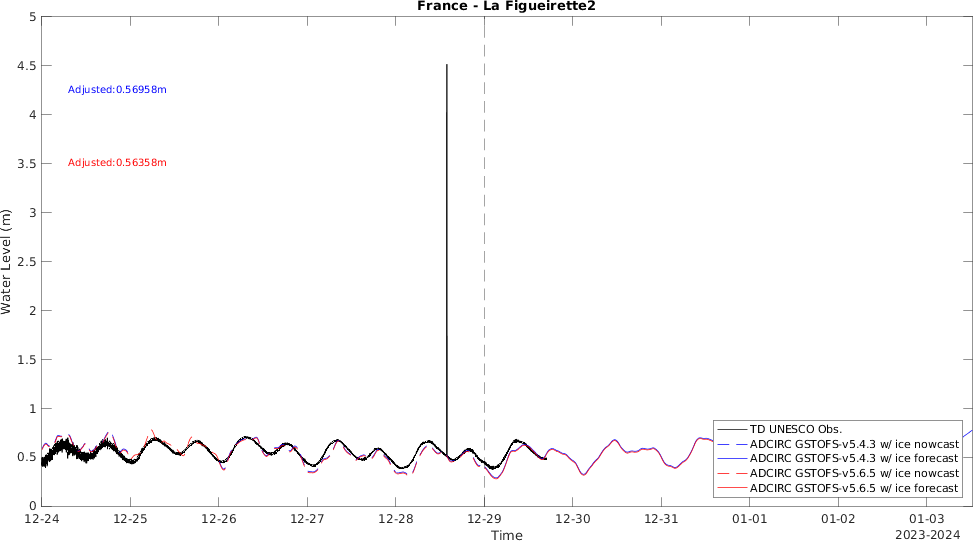 France - La Figueirette2
Water Level (m)
5
4.5
4
3.5
3
2.5
2
1.5
1
0.5
0
Adjusted:0.56958m
Adjusted:0.56358m
TD UNESCO Obs.
ADCIRC GSTOFS-v5.4.3 w/ ice nowcast
ADCIRC GSTOFS-v5.4.3 w/ ice forecast
ADCIRC GSTOFS-v5.6.5 w/ ice nowcast
ADCIRC GSTOFS-v5.6.5 w/ ice forecast
12-24 12-25 12-26 12-27 12-28 12-29 12-30 12-31 01-01 01-02 01-03
Time
2023-2024